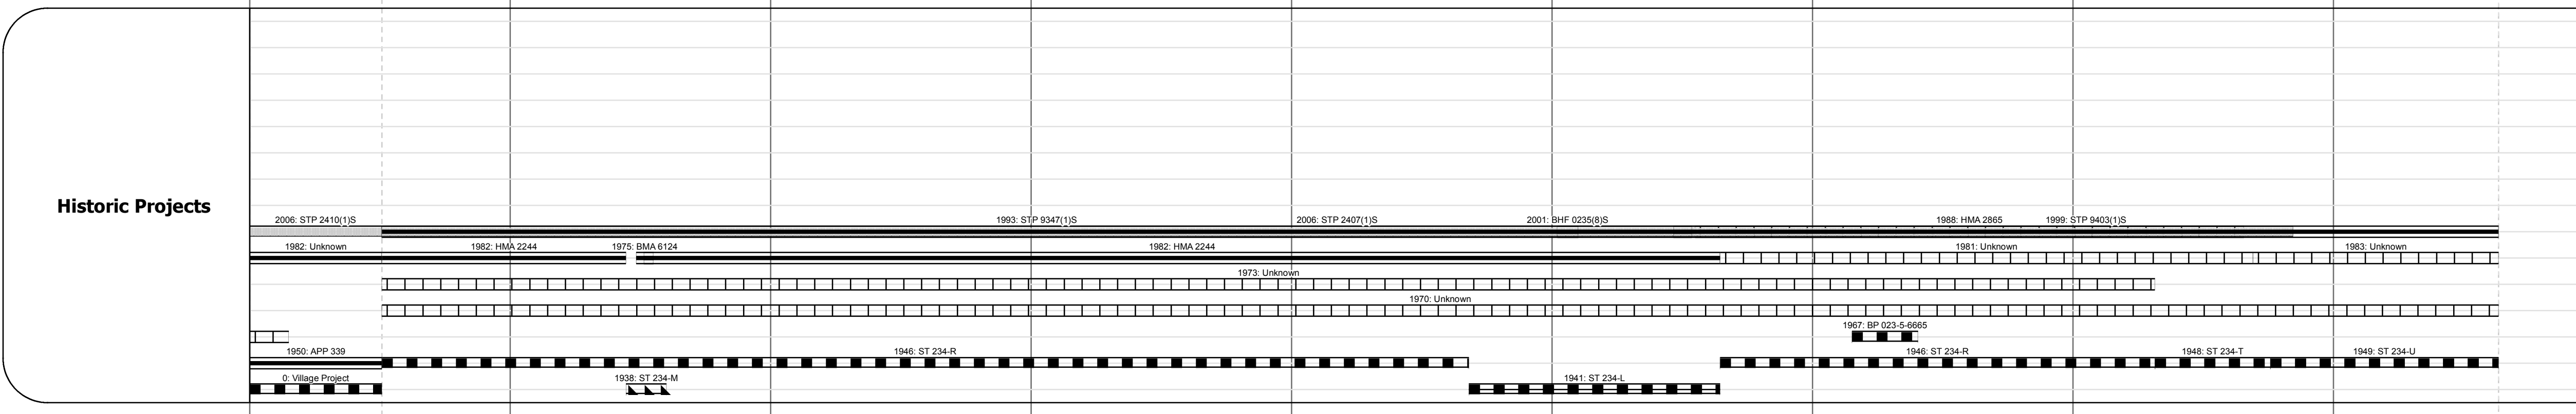 Historic Projects
2006: STP 2410(1)S 1993: STP 9347(1)S 2006: STP 2407(1)S 2001: BHF 0235(8)S 1988: HMA 2865 1999: STP 9403(1)S
1982: Unknown 1982: HMA 2244 1975: BMA 6124 1982: HMA 2244 1981: Unknown 1983: Unknown
1973: Unknown
1970: Unknown
1967: BP 023-5-6665
1950: APP 339 1946: ST 234-R 1946: ST 234-R 1948: ST 234-T 1949: ST 234-U
0: Village Project 1938: ST 234-M 1941: ST 234-L